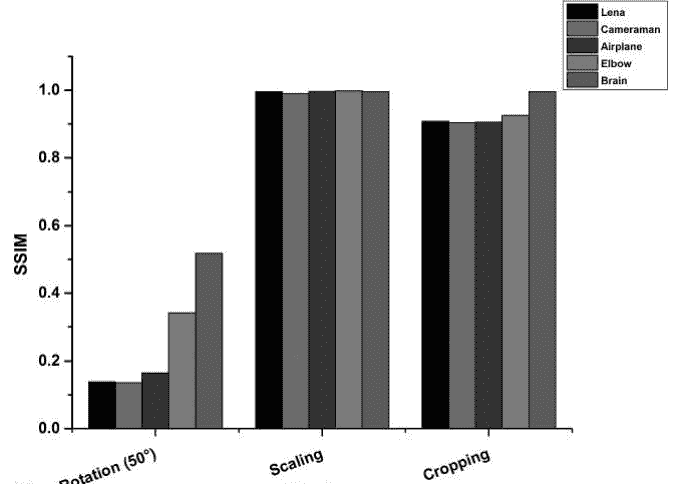 Lena
Cameraman
Airplane
Elbow
Brain
1.0
0.8
0.6
0.4
0.2
0.0
SSIM
Rotation (50°)
Scaling
Cropping